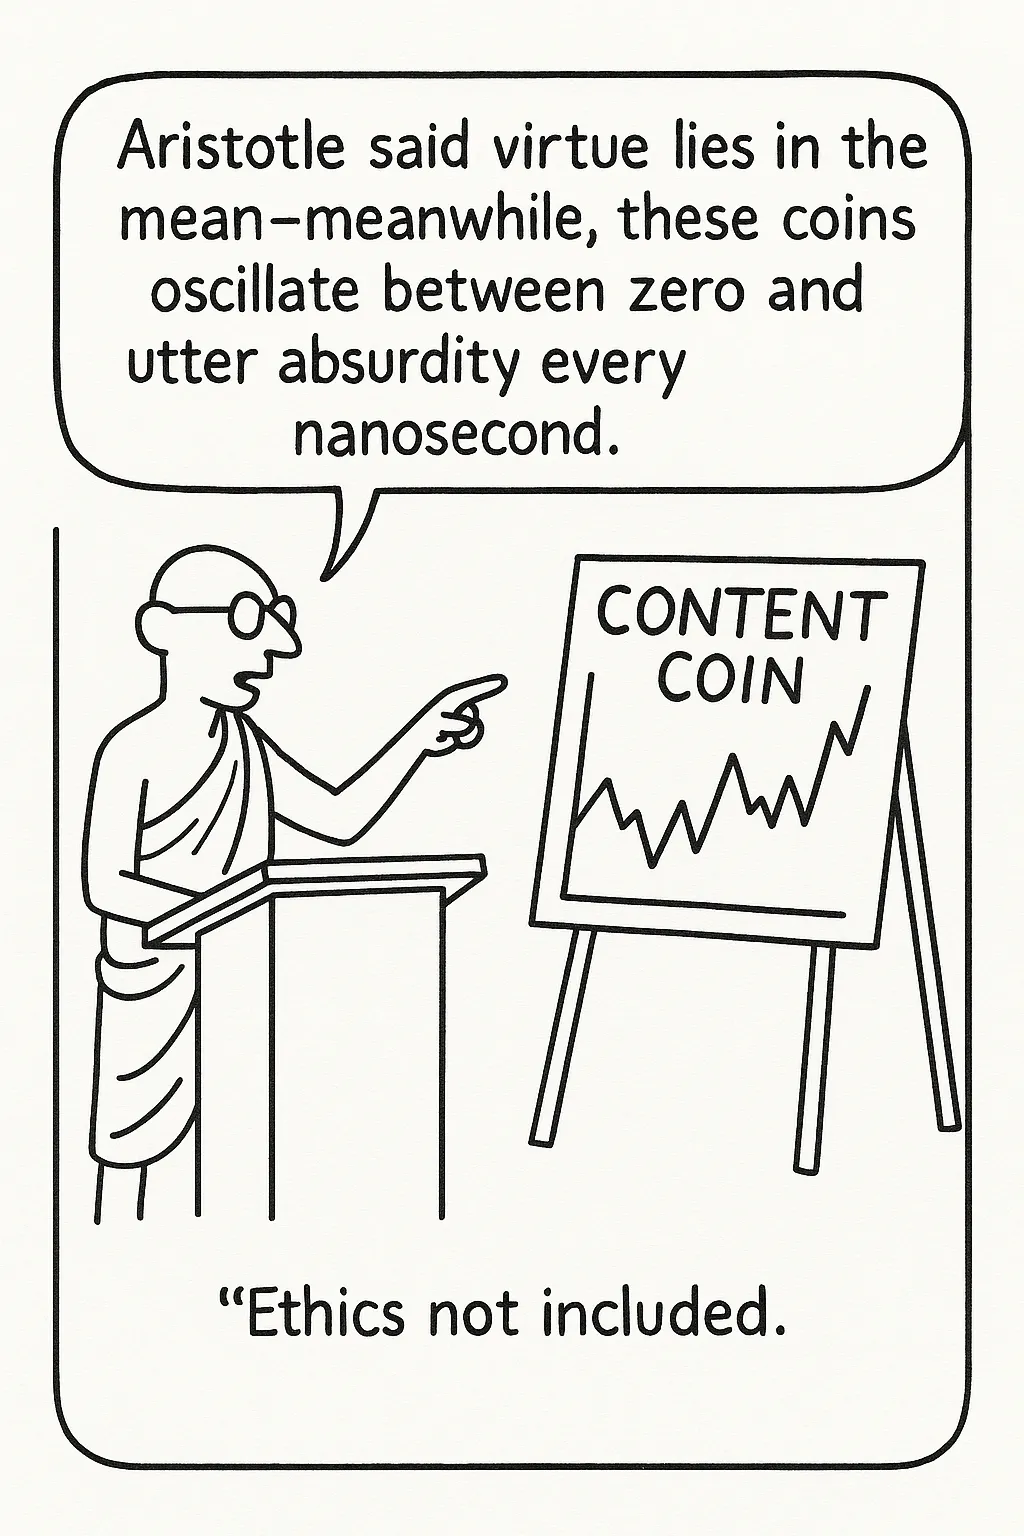 Aristotle said virtue lies in the
mean–meanwhile, these coins
oscillate between zero and
utter absurdity every
nanosecond.
CONTENT
COIN
“Ethics not included.